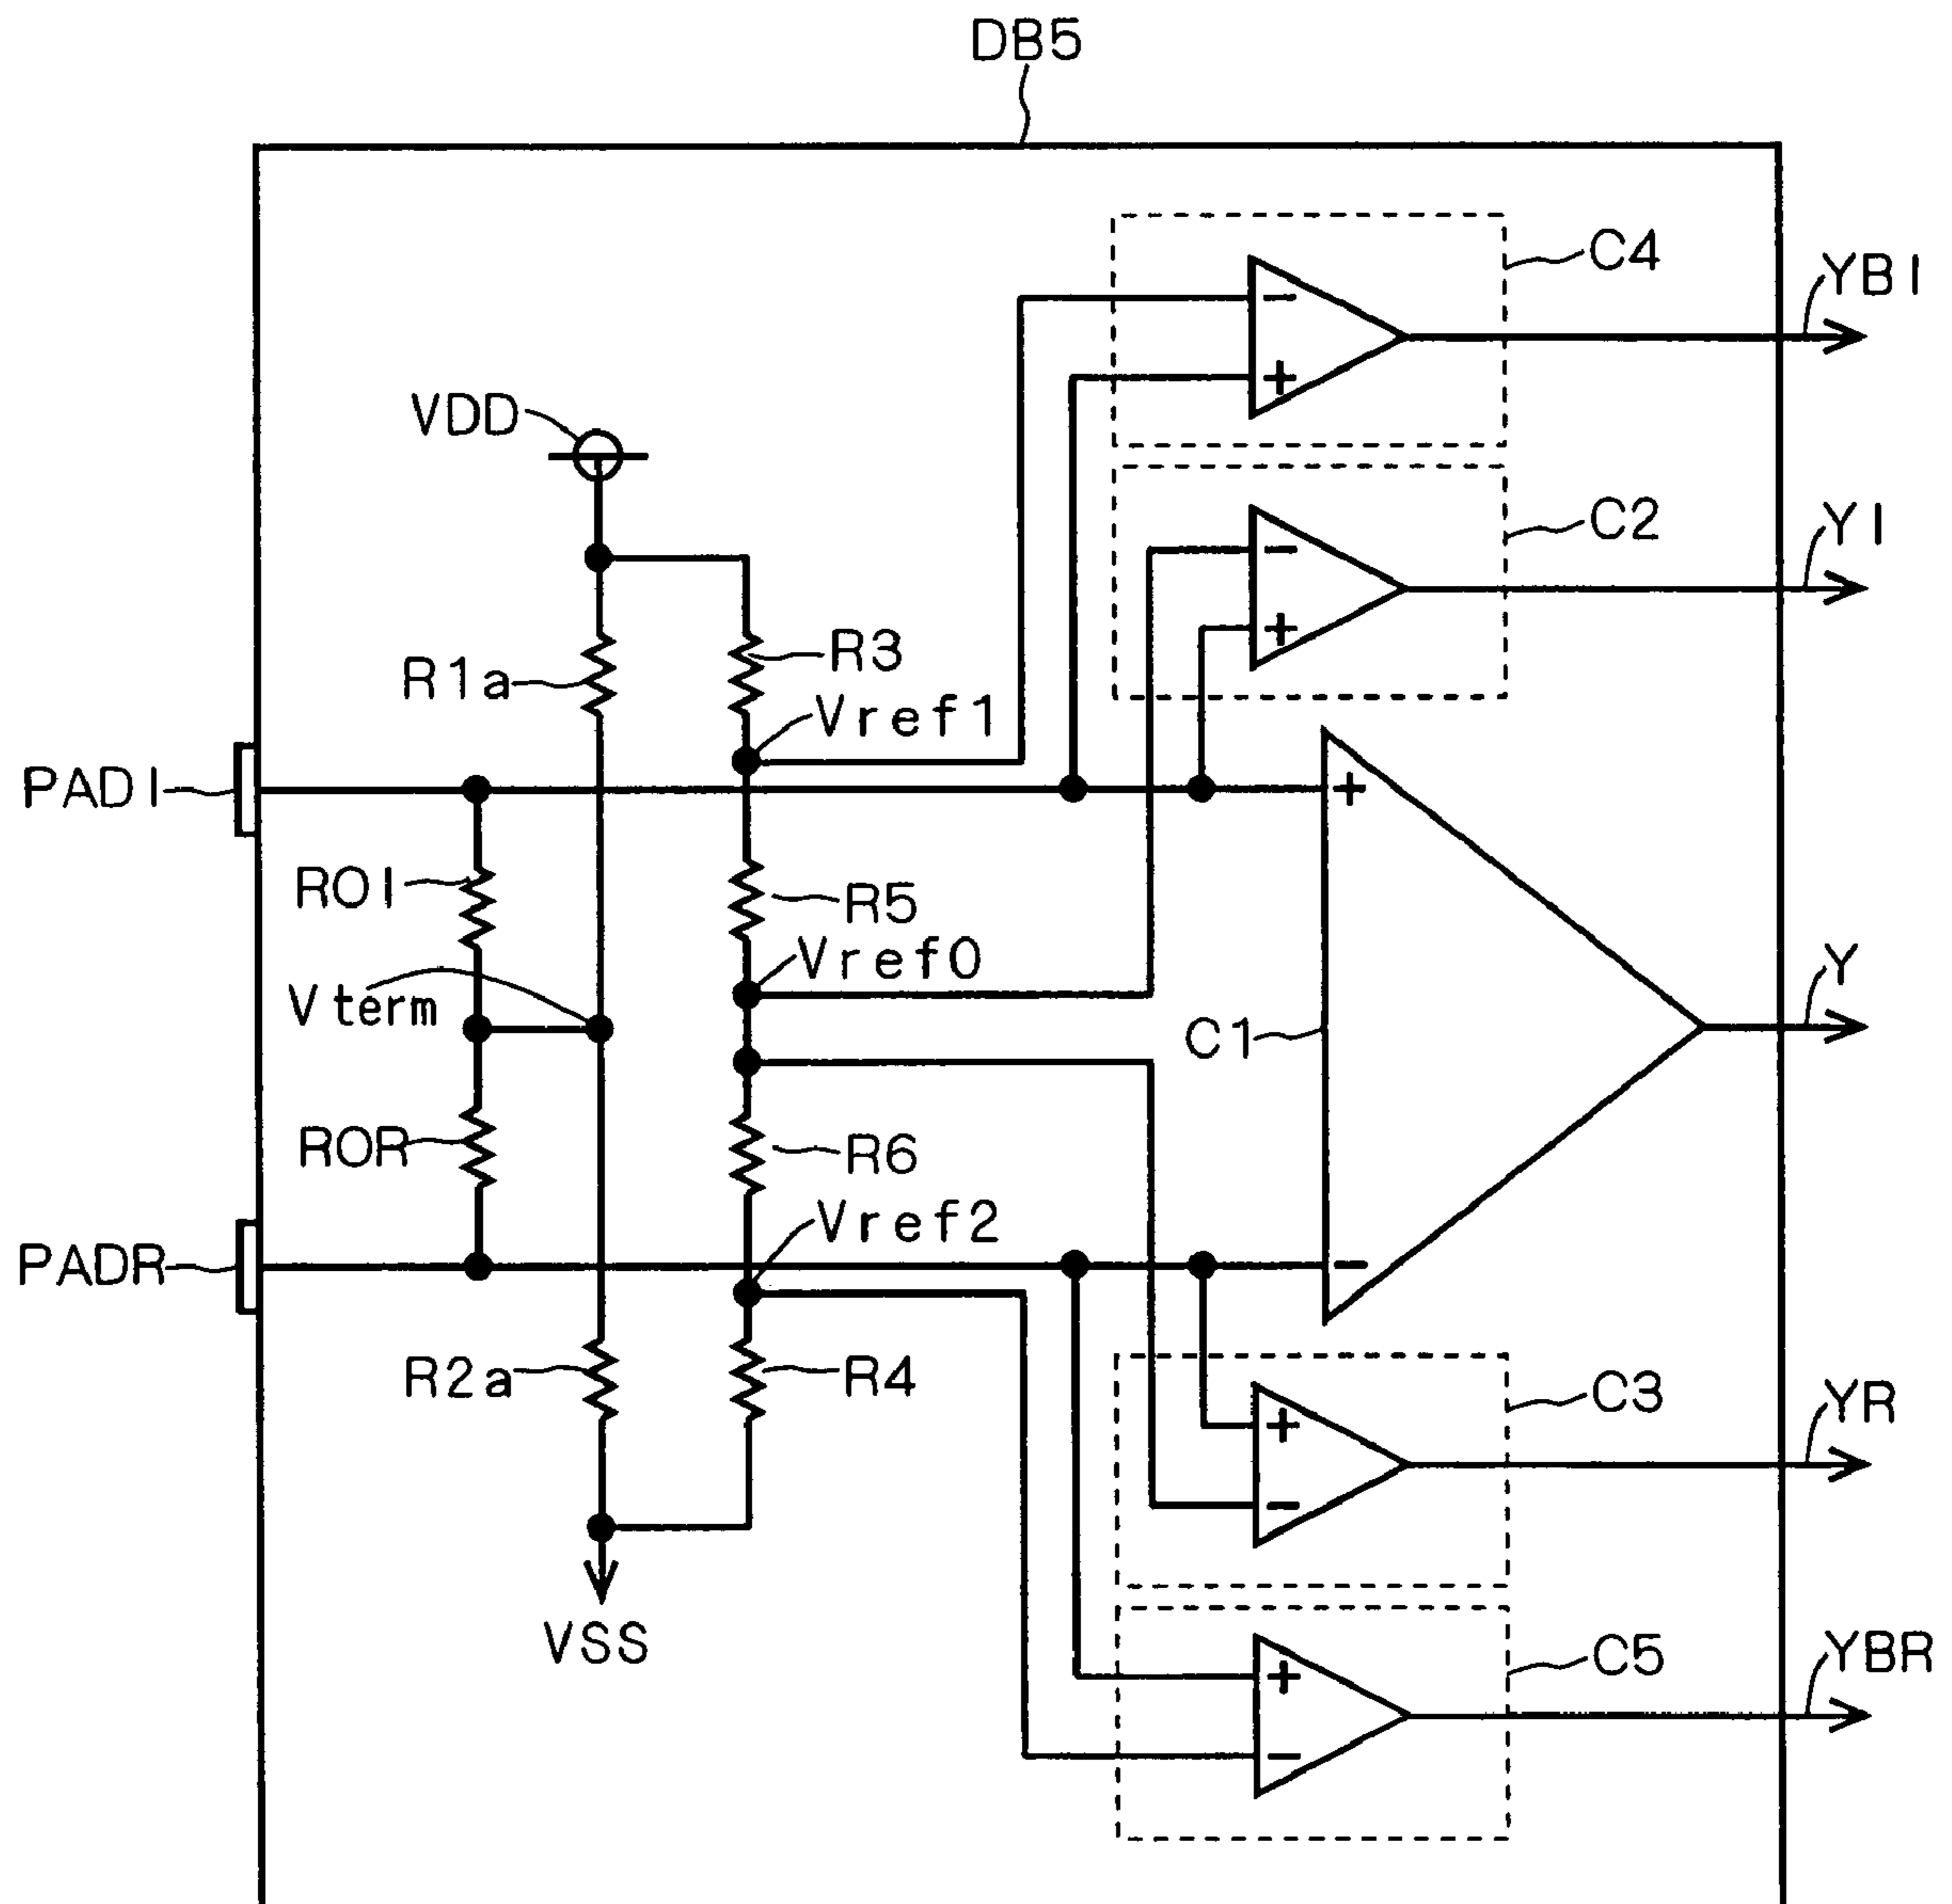 DB5
C4
YBI
VDD
C2
YI
R1a
R3
Vref1
PADI
+
-
+
-
+
ROI
R5
Vref0
Y
Vterm
C1
ROR
R6
Vref2
PADR
-
R2a
R4
C3
YR
+
-
VSS
C5
YBR
+
-